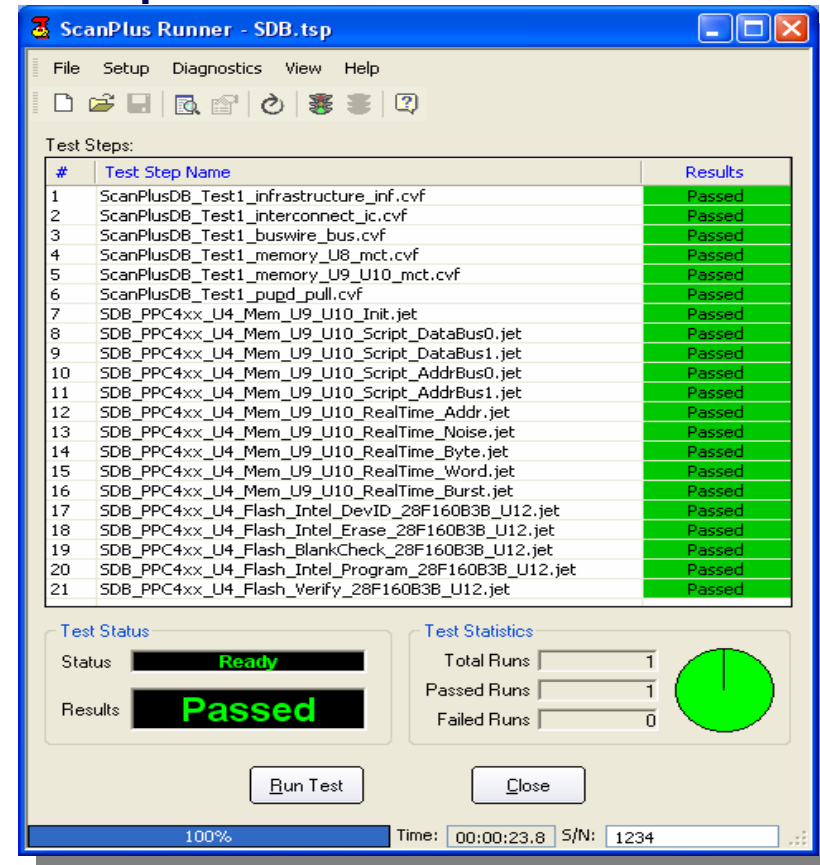 ScanPlus Runner - SDB.tsp
File Setup Diagnostics View Help
Test Steps:
# Test Step Name Results
1 ScanPlusDB_Test1_infrastructure_inf.cvf Passed
2 ScanPlusDB_Test1_interconnect_ic.cvf Passed
3 ScanPlusDB_Test1_buswire_bus.cvf Passed
4 ScanPlusDB_Test1_memory_U8_mct.cvf Passed
5 ScanPlusDB_Test1_memory_U9_U10_mct.cvf Passed
6 ScanPlusDB_Test1_pupd_pull.cvf Passed
7 SDB_PPC4xx_U4_Mem_U9_U10_Init.jet Passed
8 SDB_PPC4xx_U4_Mem_U9_U10_Script_DataBus0.jet Passed
9 SDB_PPC4xx_U4_Mem_U9_U10_Script_DataBus1.jet Passed
10 SDB_PPC4xx_U4_Mem_U9_U10_Script_AddrBus0.jet Passed
11 SDB_PPC4xx_U4_Mem_U9_U10_Script_AddrBus1.jet Passed
12 SDB_PPC4xx_U4_Mem_U9_U10_RealTime_Addr.jet Passed
13 SDB_PPC4xx_U4_Mem_U9_U10_RealTime_Noise.jet Passed
14 SDB_PPC4xx_U4_Mem_U9_U10_RealTime_Byte.jet Passed
15 SDB_PPC4xx_U4_Mem_U9_U10_RealTime_Word.jet Passed
16 SDB_PPC4xx_U4_Mem_U9_U10_RealTime_Burst.jet Passed
17 SDB_PPC4xx_U4_Flash_Intel_DevID_28F160B3B_U12.jet Passed
18 SDB_PPC4xx_U4_Flash_Intel_Erase_28F160B3B_U12.jet Passed
19 SDB_PPC4xx_U4_Flash_BlankCheck_28F160B3B_U12.jet Passed
20 SDB_PPC4xx_U4_Flash_Intel_Program_28F160B3B_U12.jet Passed
21 SDB_PPC4xx_U4_Flash_Verify_28F160B3B_U12.jet Passed
Test Status
Status Ready
Results Passed
Test Statistics
Total Runs 1
Passed Runs 1
Failed Runs 0
Run Test Close
100% Time: 00:00:23.8 S/N: 1234